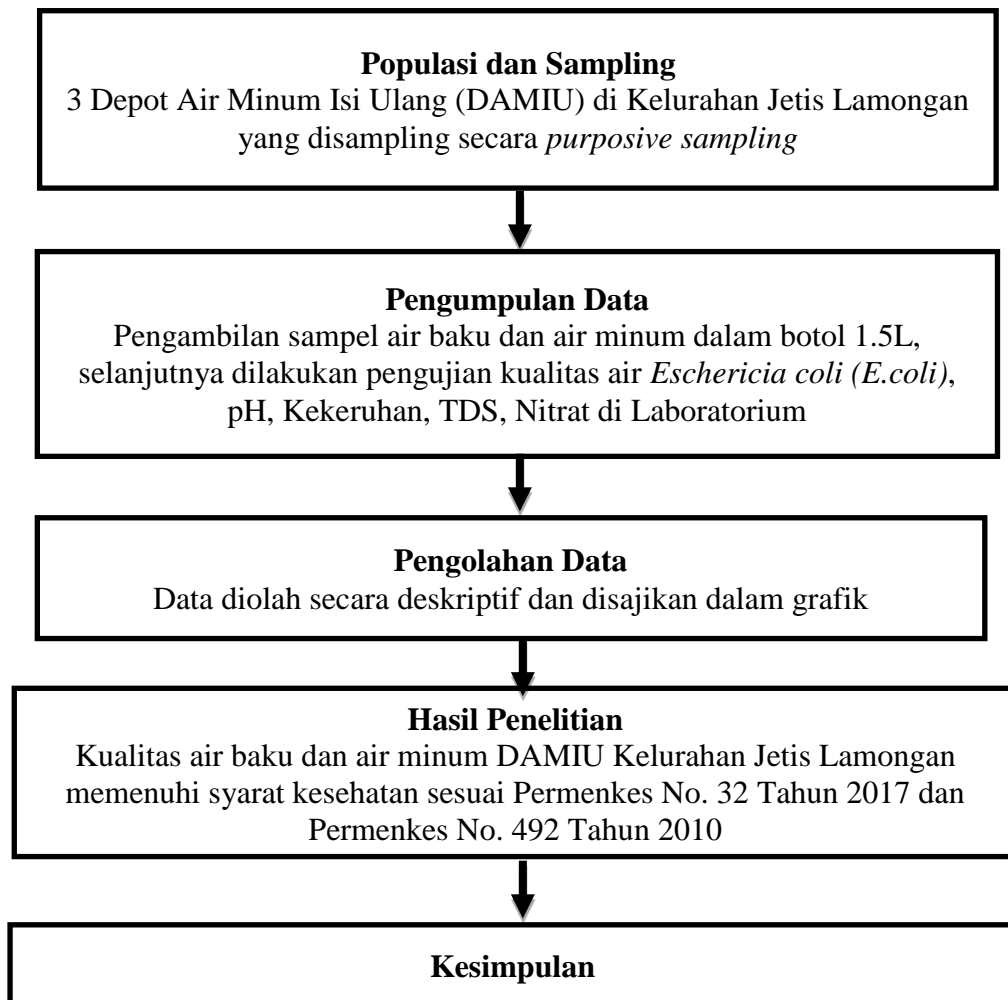 Populasi dan Sampling
3 Depot Air Minum Isi Ulang (DAMIU) di Kelurahan Jetis Lamongan
yang disampling secara purposive sampling
Pengumpulan Data
Pengambilan sampel air baku dan air minum dalam botol 1.5L,
selanjutnya dilakukan pengujian kualitas air Eschericia coli (E.coli),
pH, Kekeruhan, TDS, Nitrat di Laboratorium
Pengolahan Data
Data diolah secara deskriptif dan disajikan dalam grafik
Hasil Penelitian
Kualitas air baku dan air minum DAMIU Kelurahan Jetis Lamongan
memenuhi syarat kesehatan sesuai Permenkes No. 32 Tahun 2017 dan
Permenkes No. 492 Tahun 2010
Kesimpulan